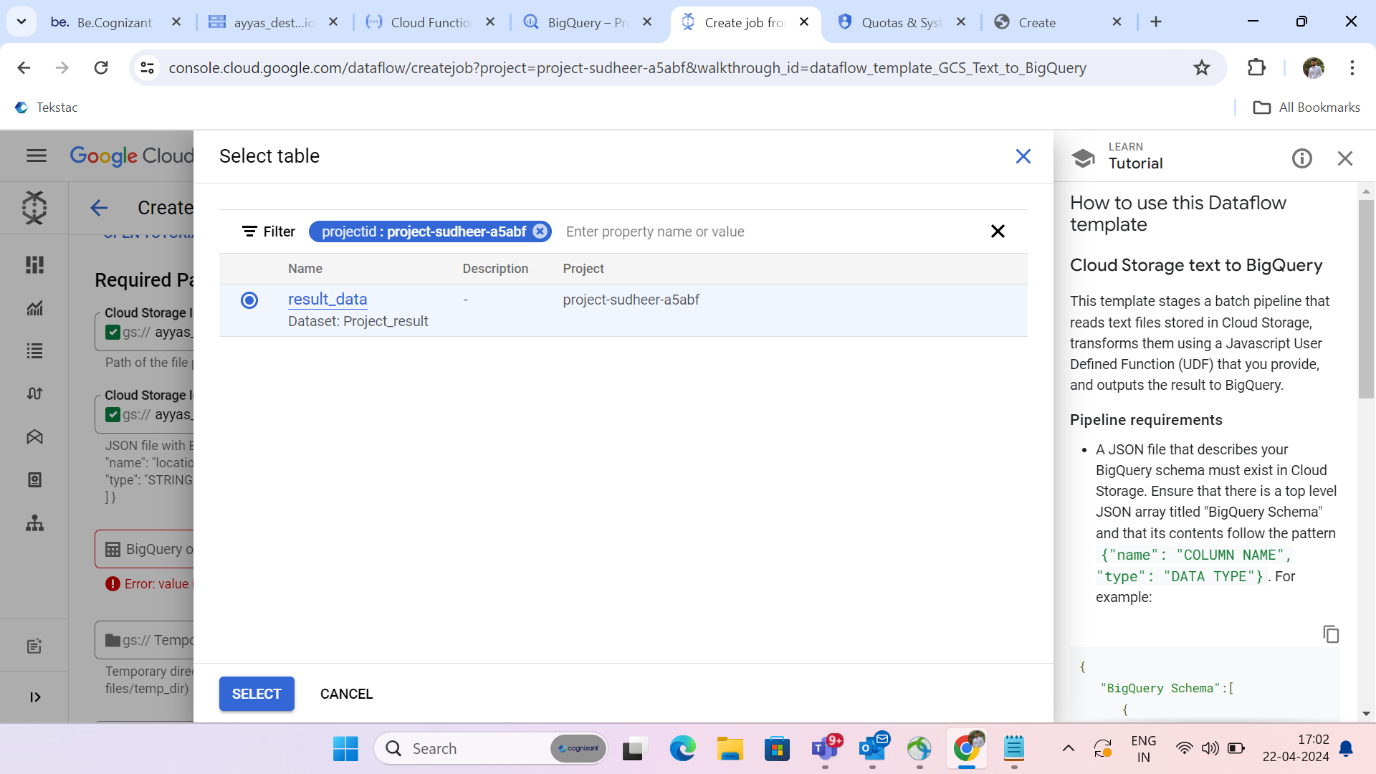 be. Be.Cognizant
ayyas_dest...ic
Cloud Functio
BigQuery – Pr
Create job fro
Quotas & Syst
Create
console.cloud.google.com/dataflow/createjob?project=project-sudheer-a5abf&walkthrough_id=dataflow_template_GCS_Text_to_BigQuery
Tekstac
All Bookmarks
Google Cloud
Create
OPEN TUTORIA
Required Pa
Cloud Storage I
gs:// ayyas_
Path of the file p
Cloud Storage lo
gs:// ayyas_
JSON file with B
"name": "locatio
"type": "STRING
] }
BigQuery o
Error: value i
gs:// Tempo
Temporary dire
files/temp_dir)
Select table
Filter
projectid : project-sudheer-a5abf
Enter property name or value
Name Description Project
result_data - project-sudheer-a5abf
Dataset: Project_result
SELECT CANCEL
LEARN
Tutorial
How to use this Dataflow
template
Cloud Storage text to BigQuery
This template stages a batch pipeline that
reads text files stored in Cloud Storage,
transforms them using a Javascript User
Defined Function (UDF) that you provide,
and outputs the result to BigQuery.
Pipeline requirements
• A JSON file that describes your
BigQuery schema must exist in Cloud
Storage. Ensure that there is a top level
JSON array titled "BigQuery Schema"
and that its contents follow the pattern
{"name": "COLUMN NAME",
"type": "DATA TYPE"} . For
example:
{
"BigQuery Schema":[
{
Search
cognizant
9+
ENG
IN
17:02
22-04-2024